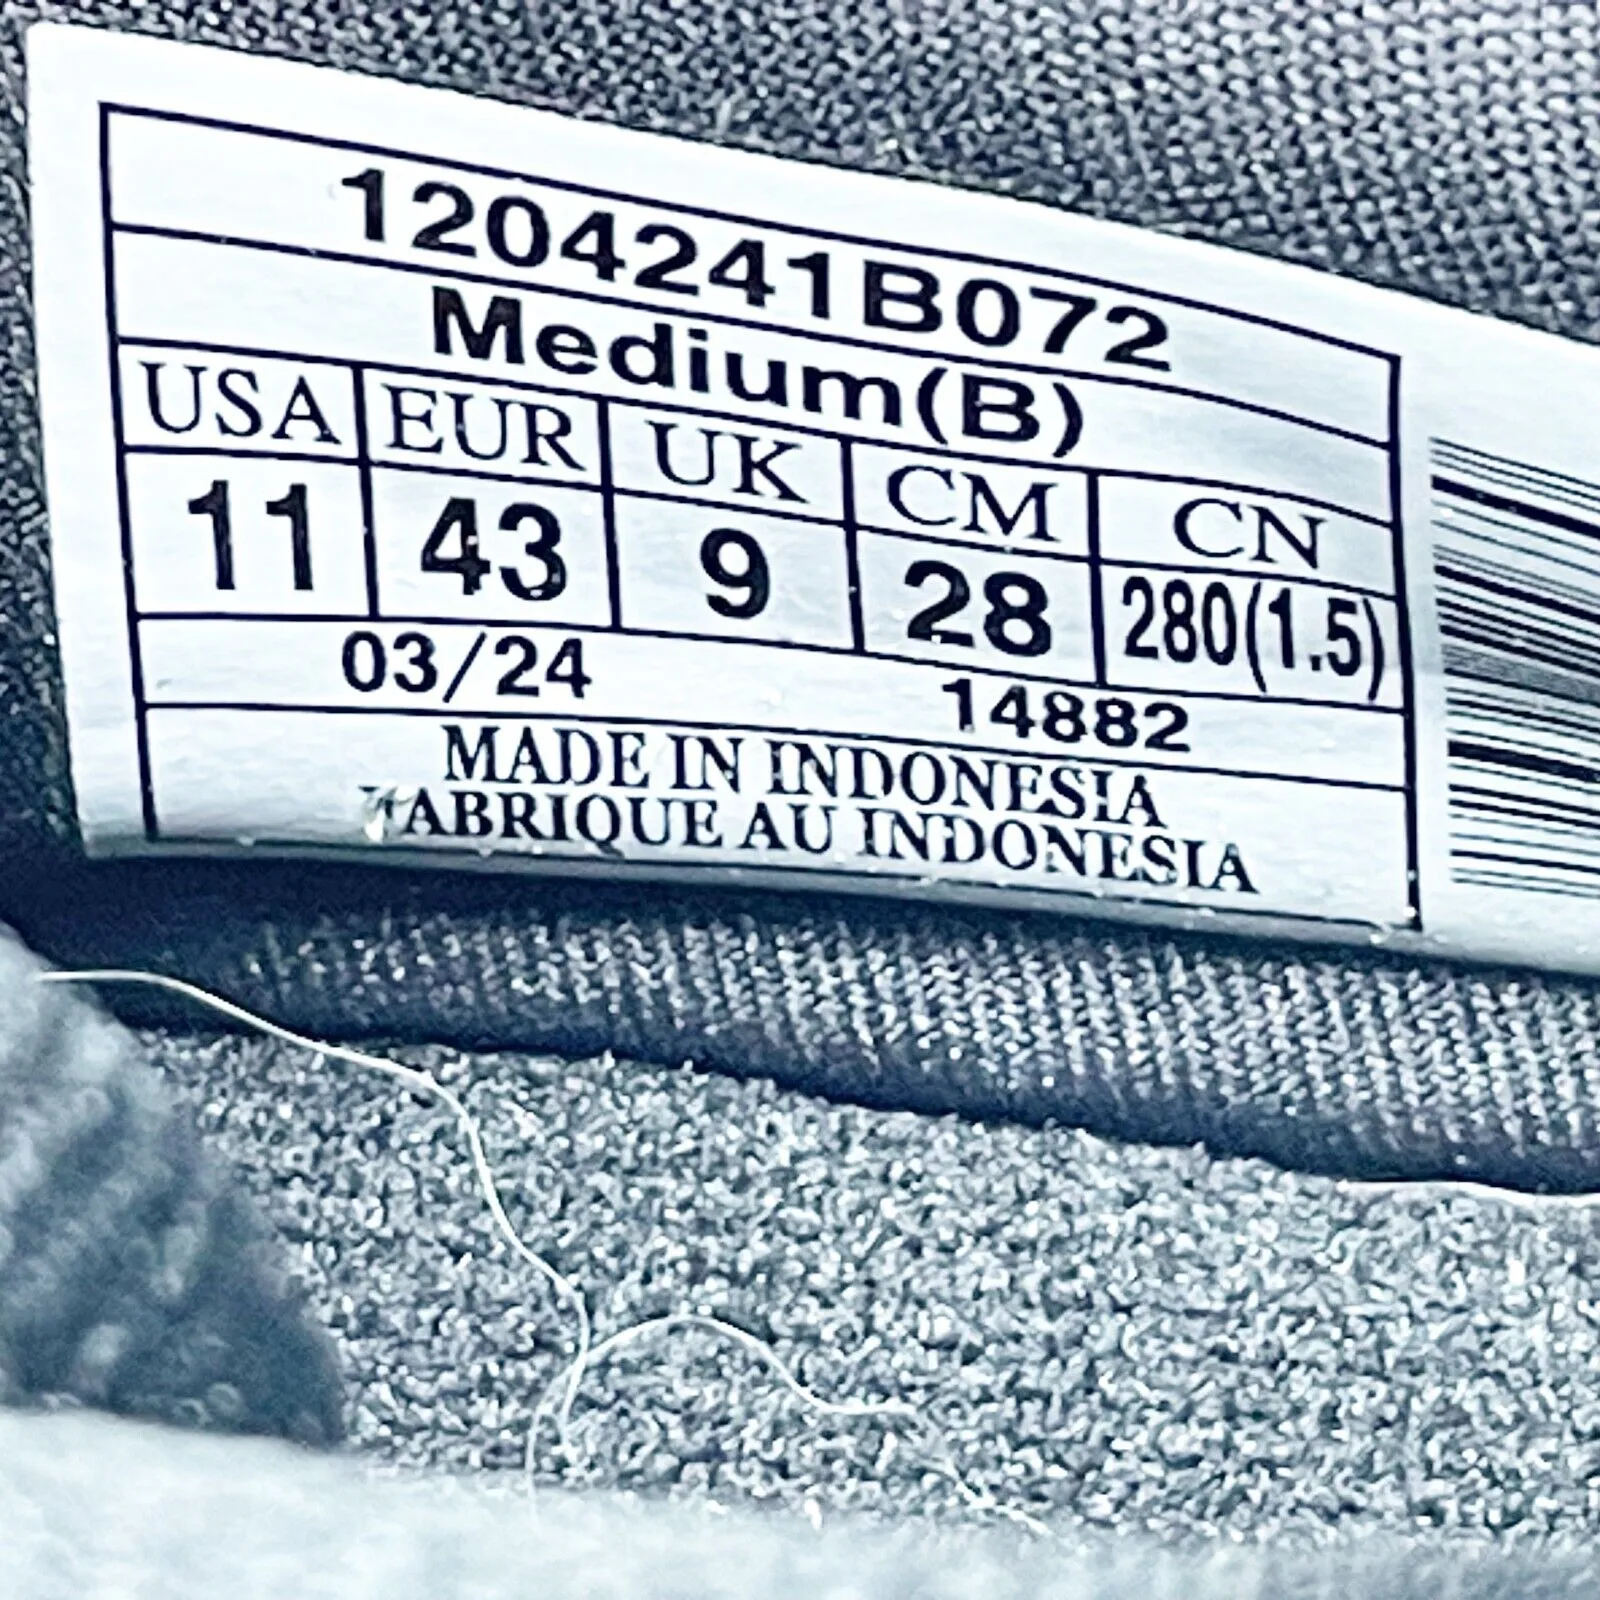 1204241B072
Medium(B)
USA EUR UK CM CN
11 43 9 28 280(1.5)
03/24 14882
MADE IN INDONESIA
FABRIQUE AU INDONESIA